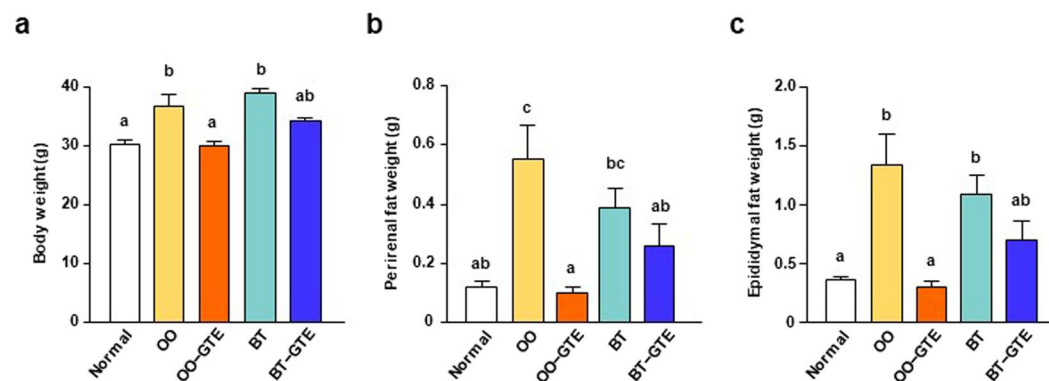 a
Body weight (g)
40
30
20
10
0
a
b
a
b
ab
Normal
OO
OO-GTE
BT
BT-GTE
b
Perirenal fat weight (g)
0.8
0.6
0.4
0.2
0
ab
c
a
bc
ab
Normal
OO
OO-GTE
BT
BT-GTE
c
Epididymal fat weight (g)
2.0
1.5
1.0
0.5
0
a
b
a
b
ab
Normal
OO
OO-GTE
BT
BT-GTE